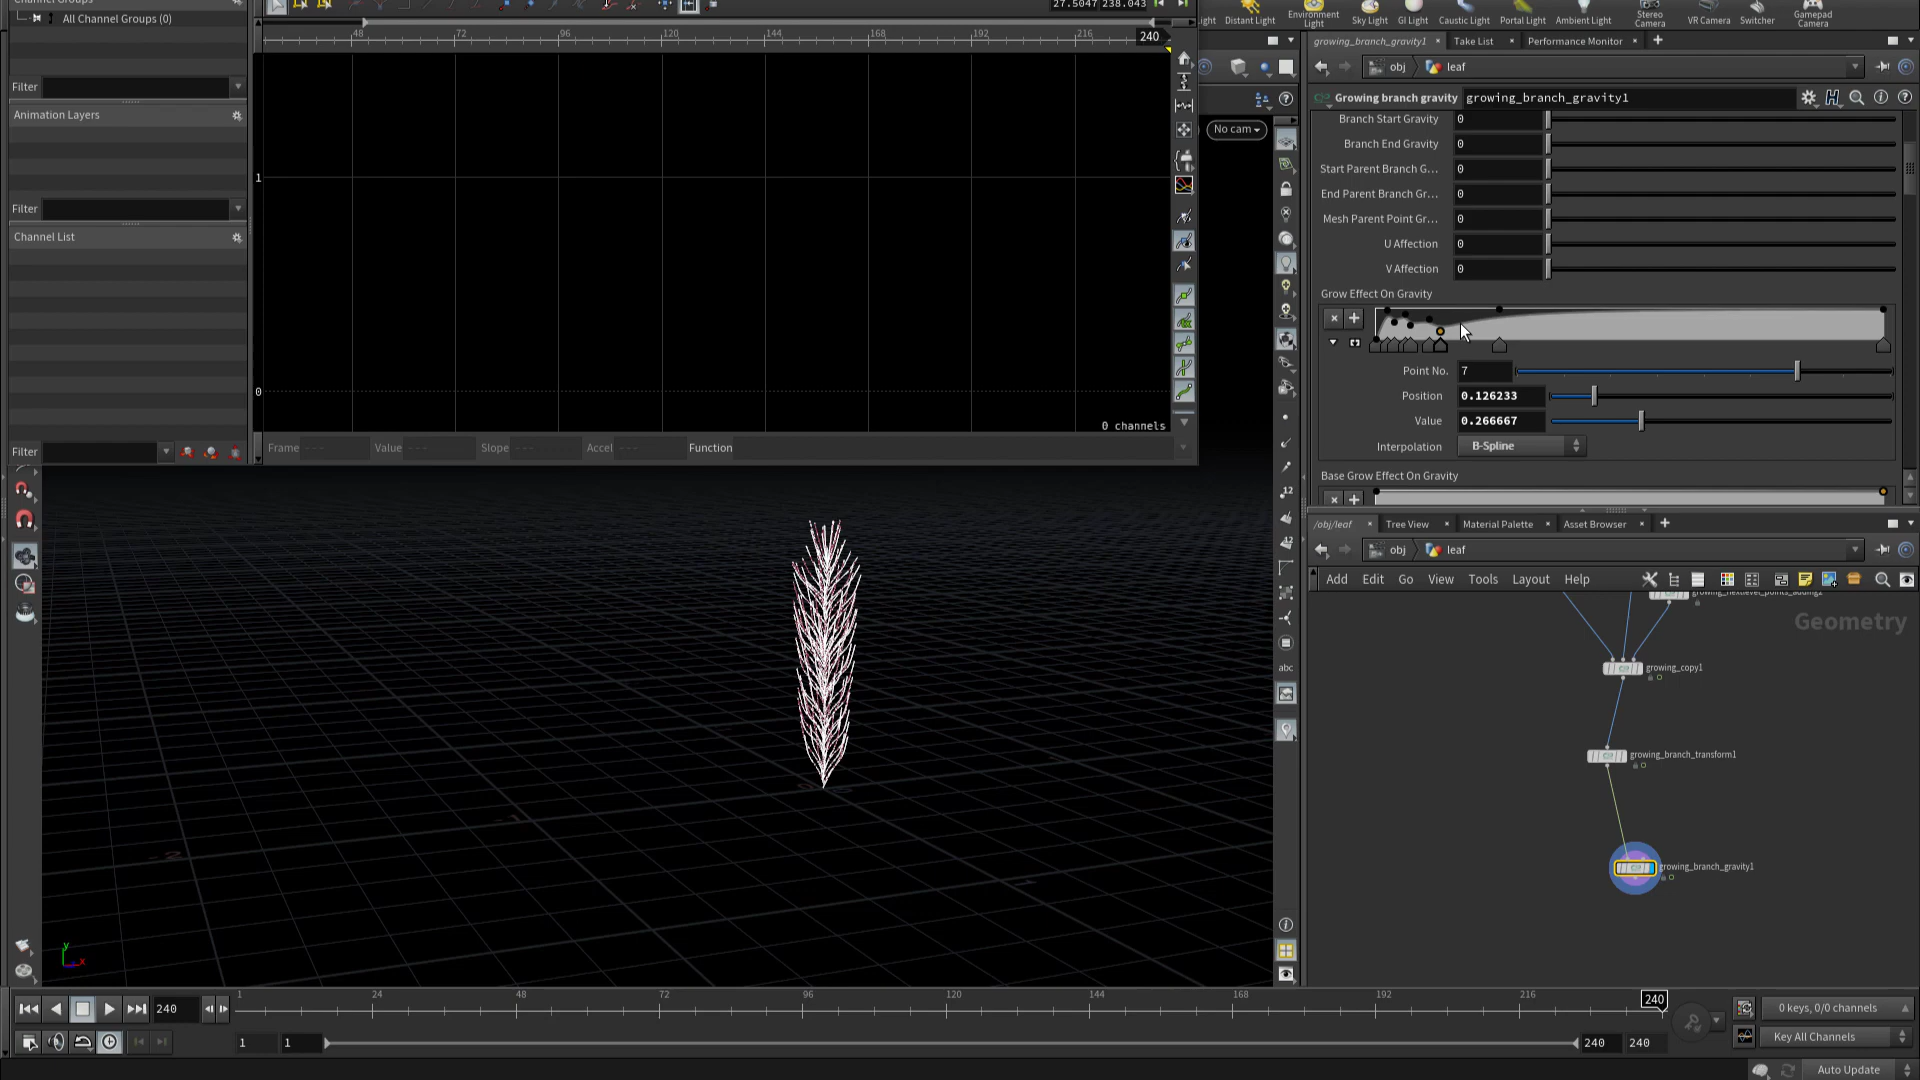 Channel Groups
All Channel Groups (0)
Filter
Animation Layers
Filter
Channel List
Filter
27.5047 238.043
48 72 96 120 144 168 192 216 240
1
0
0 channels
Frame Value Slope Accel Function
Light Distant Light Environment Light Sky Light GI Light Caustic Light Portal Light Ambient Light Stereo Camera VR Camera Switcher Gamepad Camera
growing_branch_gravity1 Take List Performance Monitor
obj leaf
Growing branch gravity growing_branch_gravity1
No cam
Branch Start Gravity 0
Branch End Gravity 0
Start Parent Branch G... 0
End Parent Branch Gr... 0
Mesh Parent Point Gr... 0
U Affection 0
V Affection 0
Grow Effect On Gravity
Point No. 7
Position 0.126233
Value 0.266667
Interpolation B-Spline
Base Grow Effect On Gravity
/obj/leaf Tree View Material Palette Asset Browser
obj leaf
Add Edit Go View Tools Layout Help
growing_nextlevel_points_adding2
Geometry
growing_copy1
growing_branch_transform1
growing_branch_gravity1
12
12
abc
y
x
240
1 24 48 72 96 120 144 168 192 216 240
0 keys, 0/0 channels
1 1 240 240
Key All Channels
Auto Update